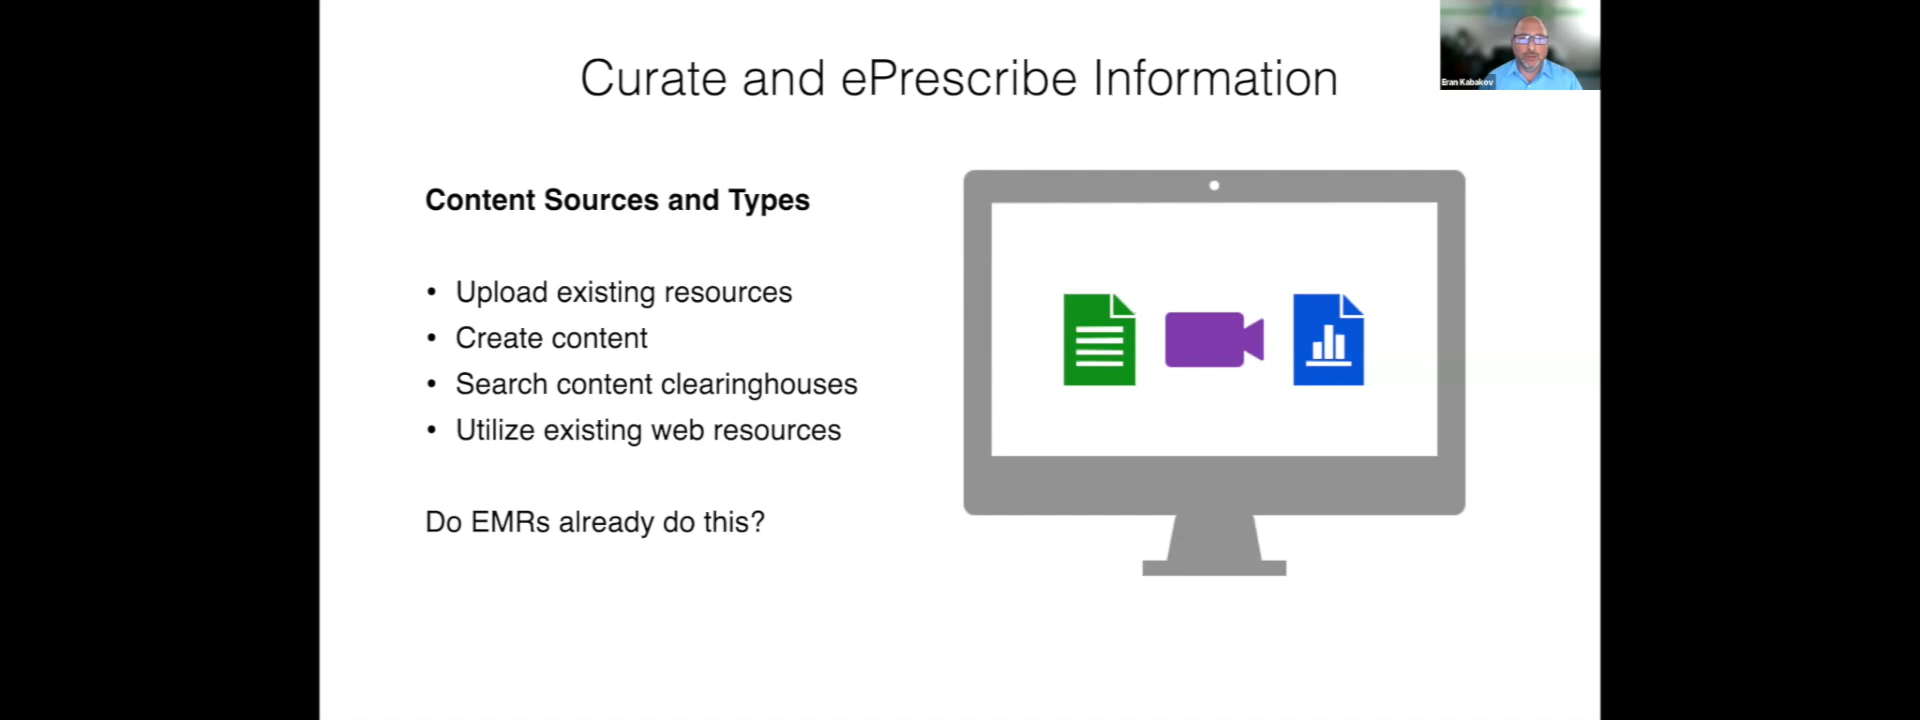 Curate and ePrescribe Information
Eran Kabakov
Content Sources and Types
• Upload existing resources
• Create content
• Search content clearinghouses
• Utilize existing web resources
Do EMRs already do this?